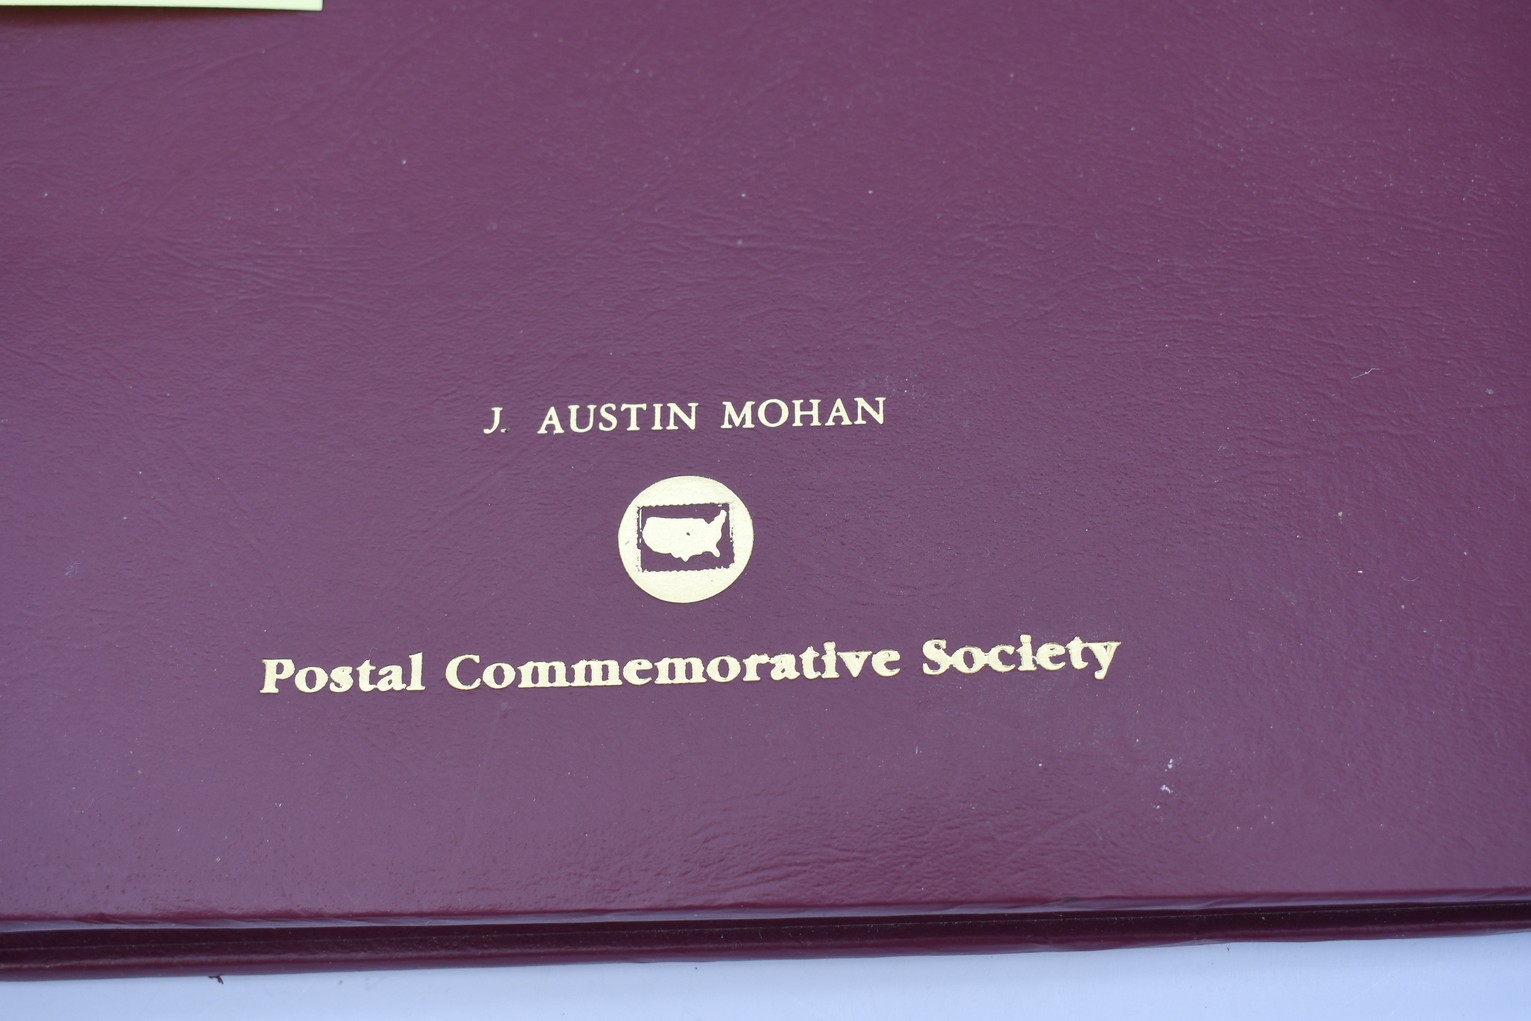 J. AUSTIN MOHAN
Postal Commemorative Society